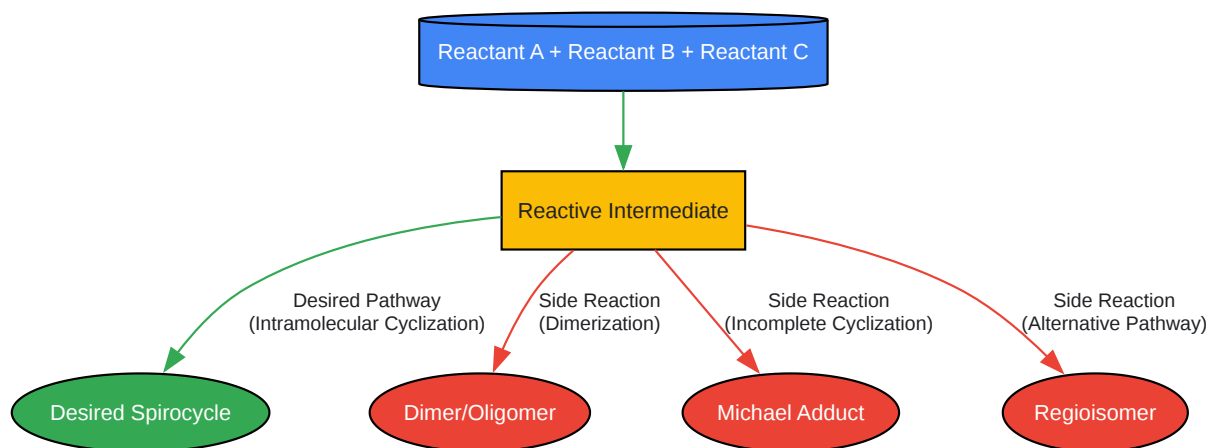 Reactant A + Reactant B + Reactant C
Reactive Intermediate
Desired Pathway
(Intramolecular Cyclization)
Side Reaction
(Dimerization)
Side Reaction
(Incomplete Cyclization)
Side Reaction
(Alternative Pathway)
Desired Spirocycle
Dimer/Oligomer
Michael Adduct
Regioisomer